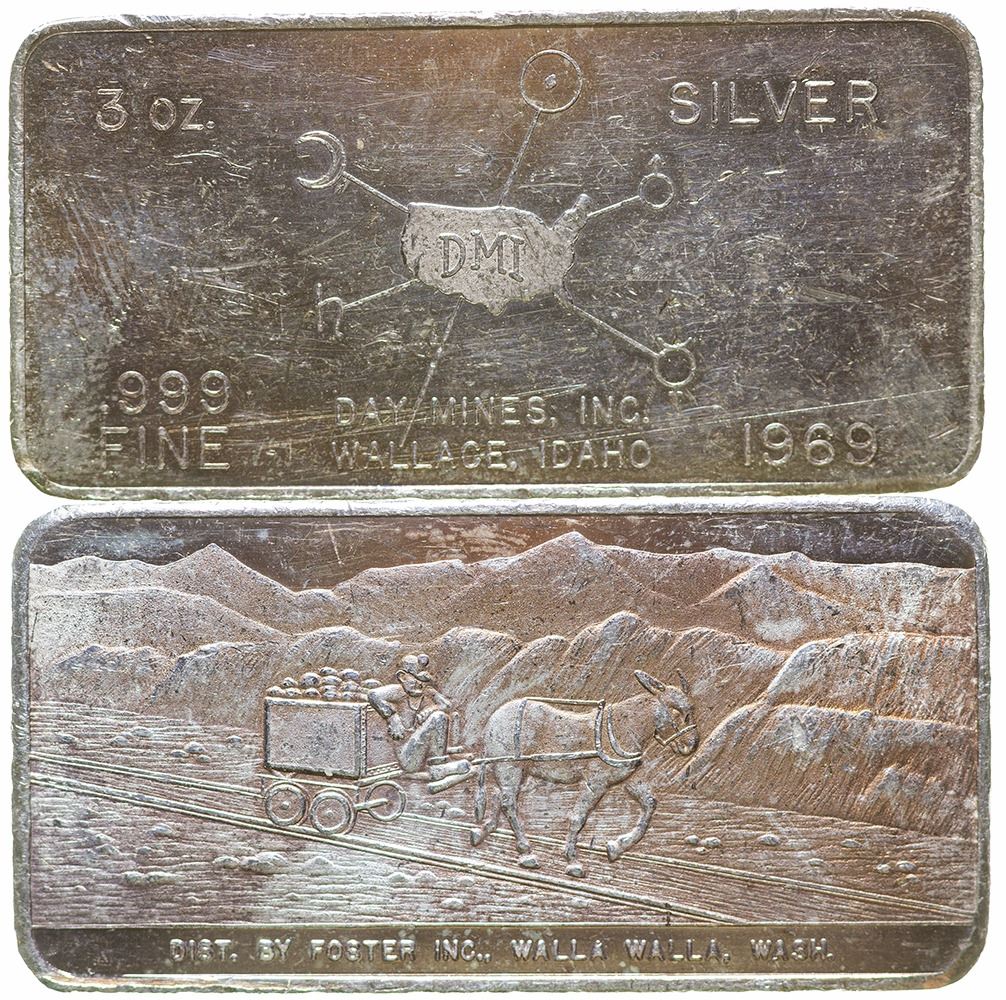 3 oz.
SILVER
DMI
.999
FINE
DAY MINES, INC.
WALLACE, IDAHO
1969
DIST. BY FOSTER INC., WALLA WALLA, WASH.